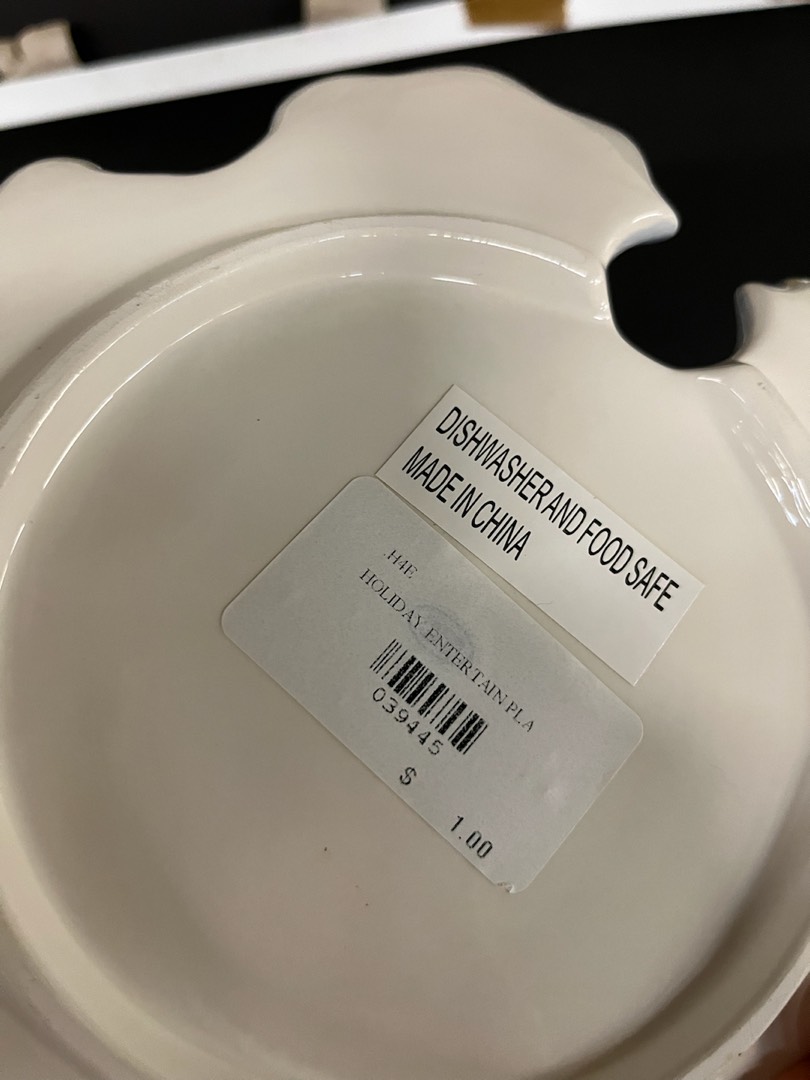 DISHWASHER AND FOOD SAFE
MADE IN CHINA
.H4E
HOLIDAY ENTERTAIN PLA
039445
$ 1.00